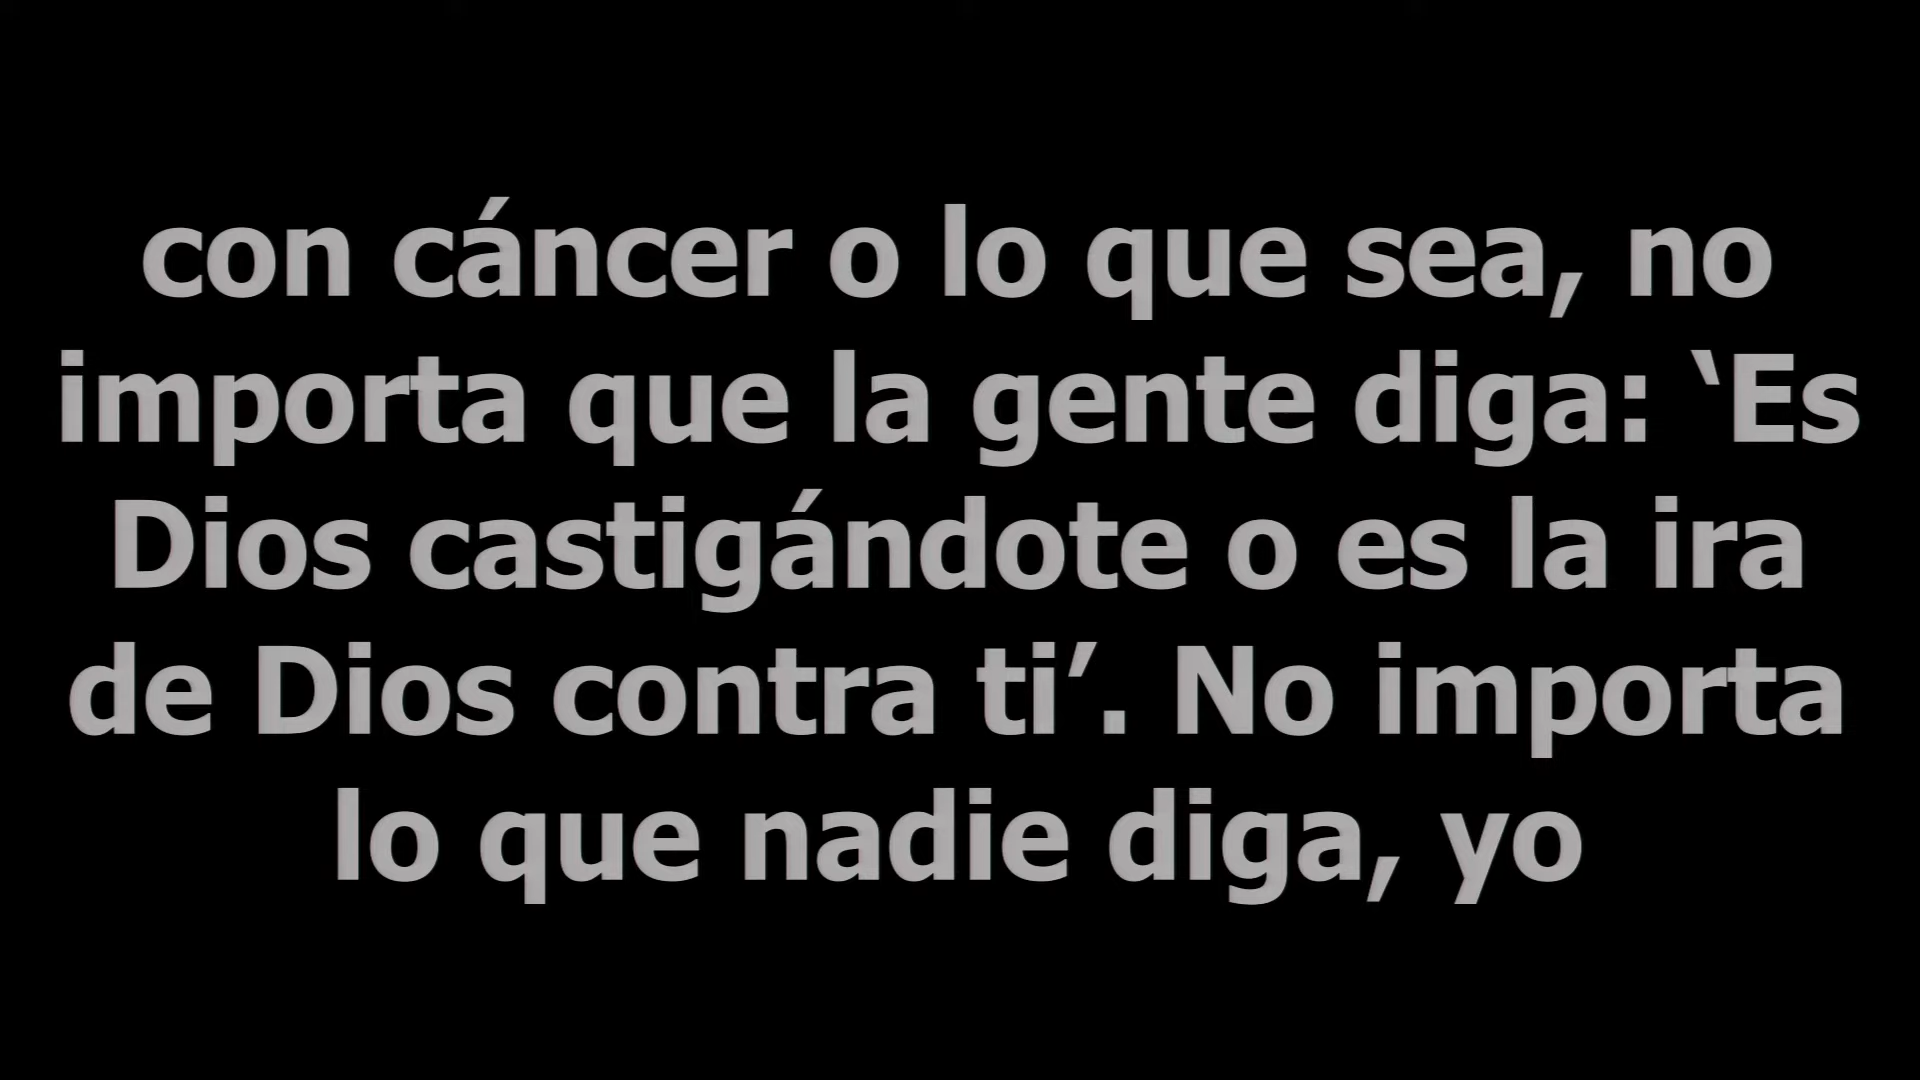 con cáncer o lo que sea, no
importa que la gente diga: ‘Es
Dios castigándote o es la ira
de Dios contra ti’. No importa
lo que nadie diga, yo